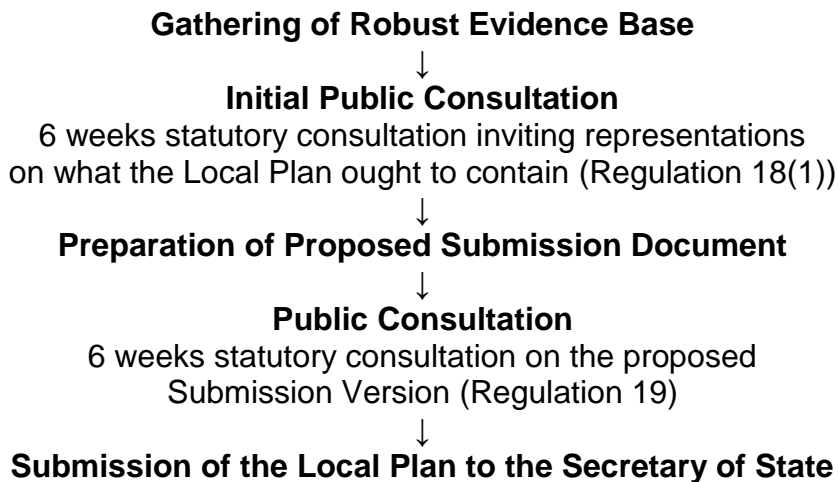 Gathering of Robust Evidence Base
↓
Initial Public Consultation
6 weeks statutory consultation inviting representations
on what the Local Plan ought to contain (Regulation 18(1))
↓
Preparation of Proposed Submission Document
↓
Public Consultation
6 weeks statutory consultation on the proposed
Submission Version (Regulation 19)
↓
Submission of the Local Plan to the Secretary of State